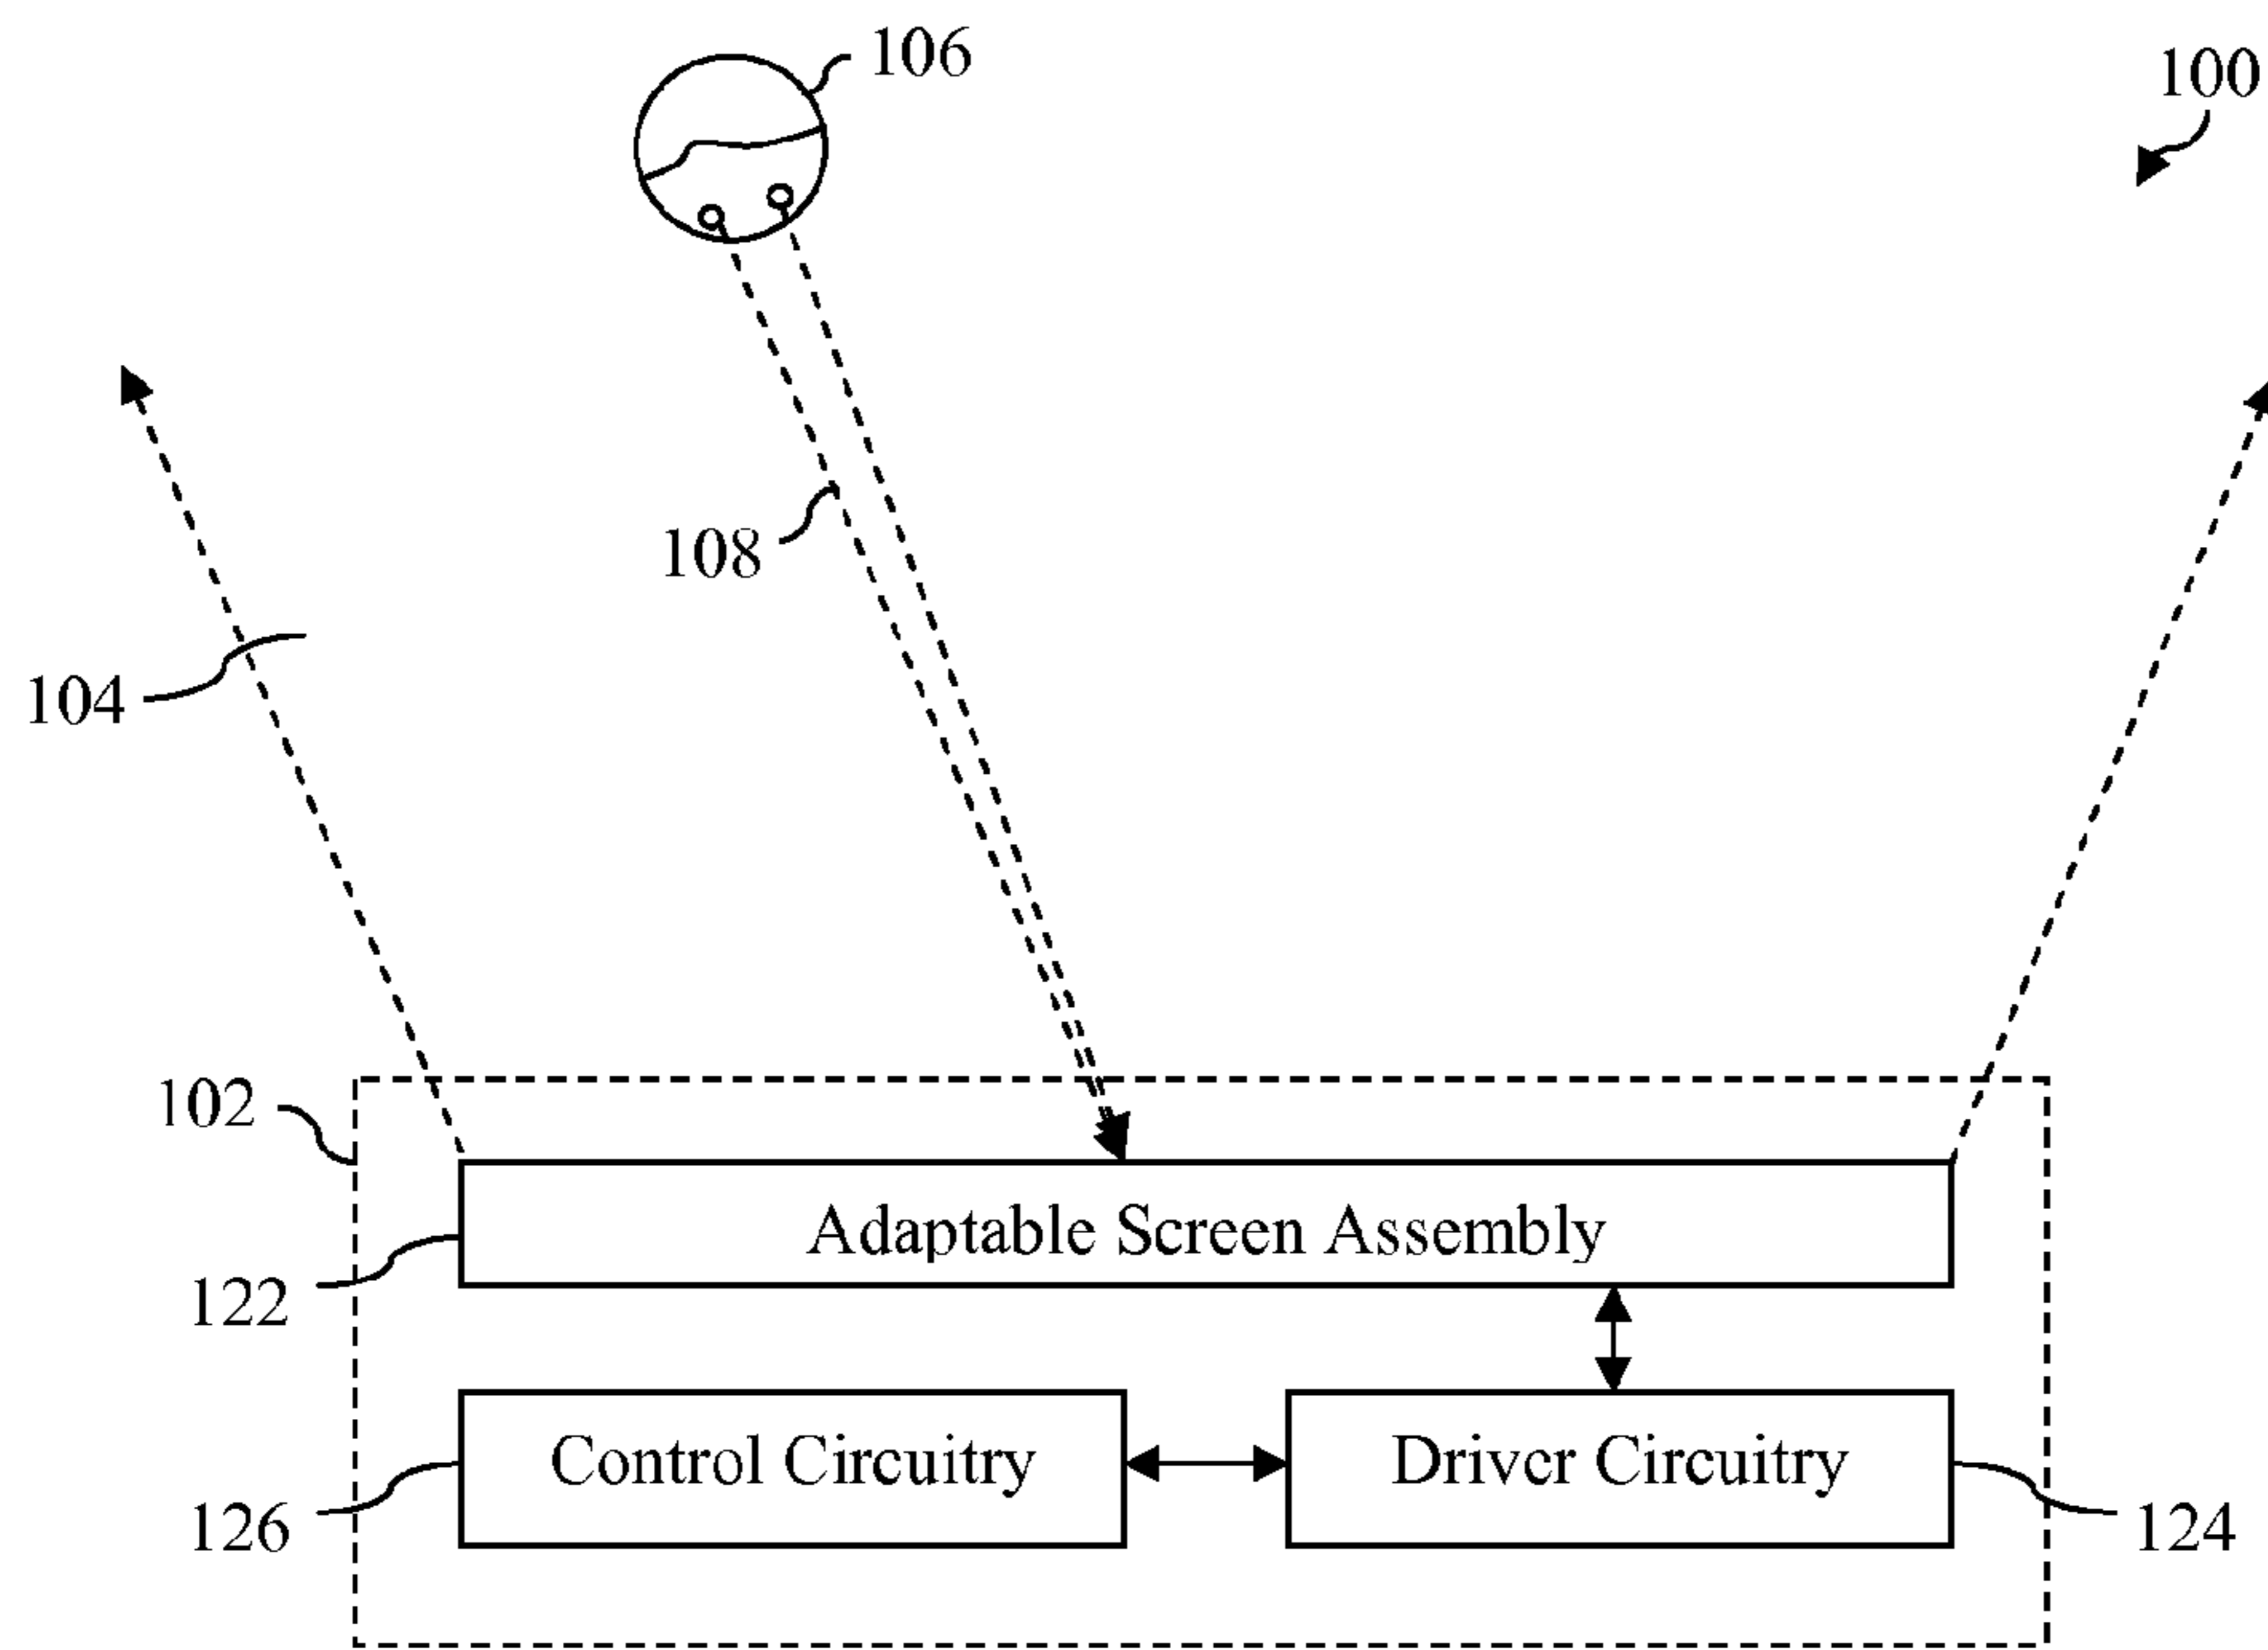 106
100
108
104
102
Adaptable Screen Assembly
122
Control Circuitry
Driver Circuitry
126
124